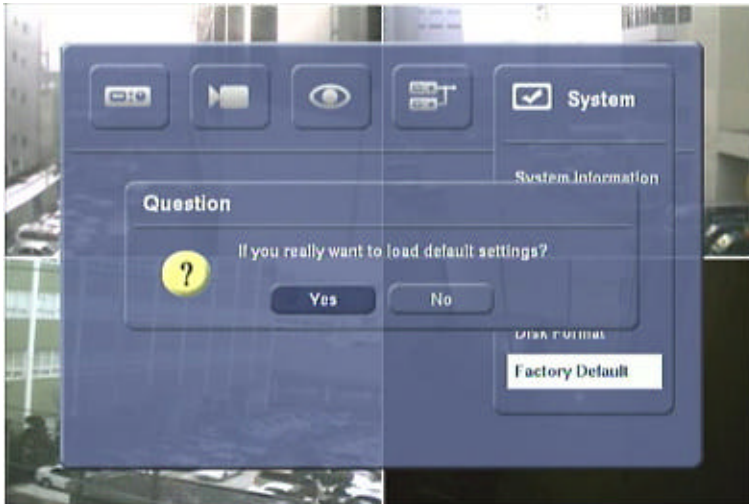 System
System Information
Question
If you really want to load default settings?
Yes
No
Disk Format
Factory Default